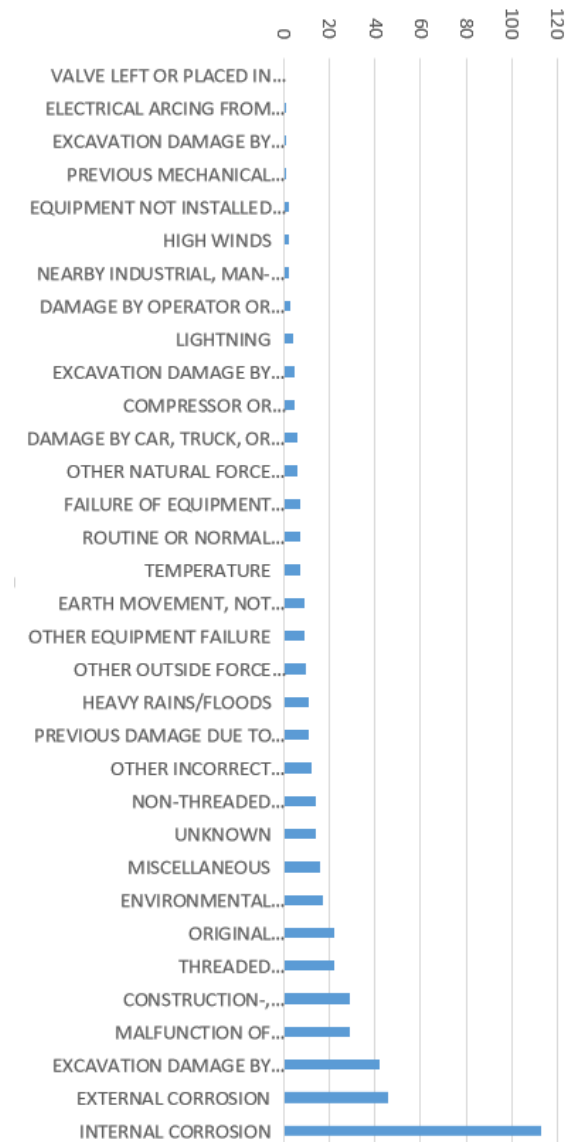 0 20 40 60 80 100 120
VALVE LEFT OR PLACED IN...
ELECTRICAL ARCING FROM...
EXCAVATION DAMAGE BY...
PREVIOUS MECHANICAL...
EQUIPMENT NOT INSTALLED...
HIGH WINDS
NEARBY INDUSTRIAL, MAN-...
DAMAGE BY OPERATOR OR...
LIGHTNING
EXCAVATION DAMAGE BY...
COMPRESSOR OR...
DAMAGE BY CAR, TRUCK, OR...
OTHER NATURAL FORCE...
FAILURE OF EQUIPMENT...
ROUTINE OR NORMAL...
TEMPERATURE
EARTH MOVEMENT, NOT...
OTHER EQUIPMENT FAILURE
OTHER OUTSIDE FORCE...
HEAVY RAINS/FLOODS
PREVIOUS DAMAGE DUE TO...
OTHER INCORRECT...
NON-THREADED...
UNKNOWN
MISCELLANEOUS
ENVIRONMENTAL...
ORIGINAL...
THREADED...
CONSTRUCTION-,...
MALFUNCTION OF...
EXCAVATION DAMAGE BY...
EXTERNAL CORROSION
INTERNAL CORROSION